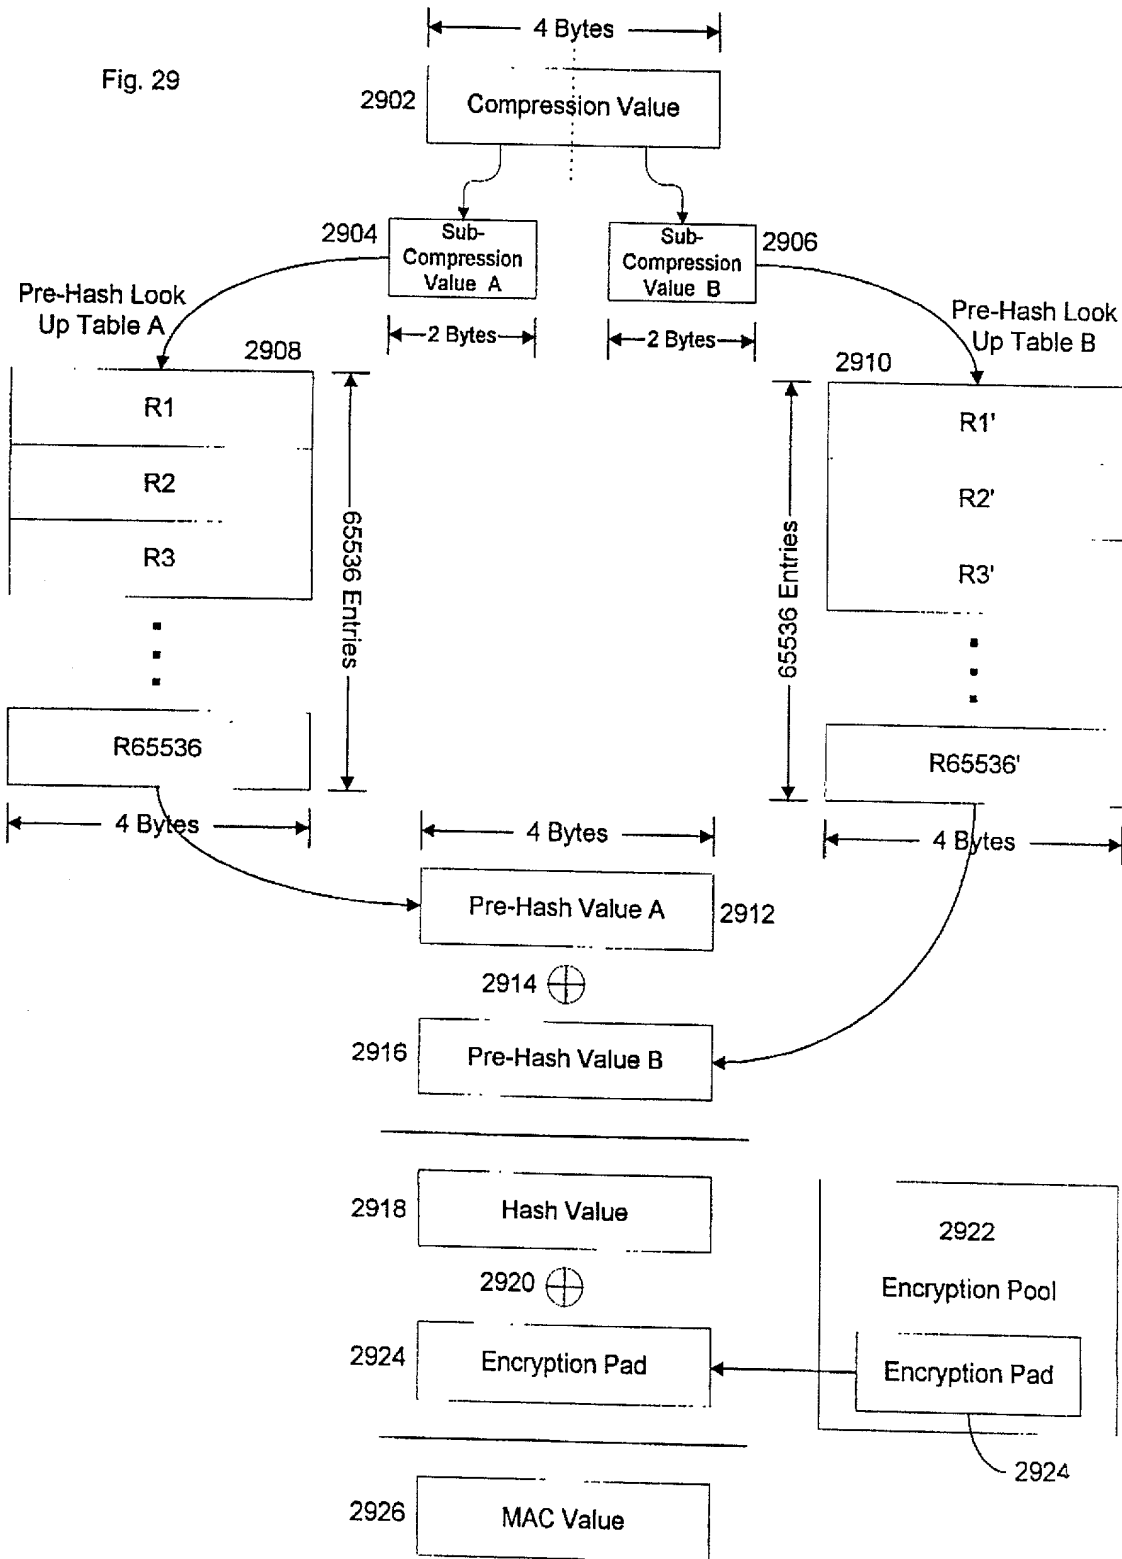 4 Bytes
Fig. 29
2902
Compression Value
2904
Sub-
Compression
Value A
Sub-
Compression
Value B
2906
Pre-Hash Look
Up Table A
2 Bytes
2 Bytes
Pre-Hash Look
Up Table B
2908
2910
R1
R2
R3
R65536
65536 Entries
4 Bytes
65536 Entries
R1'
R2'
R3'
R65536'
4 Bytes
4 Bytes
Pre-Hash Value A
2912
2914
2916
Pre-Hash Value B
2918
Hash Value
2920
2922
Encryption Pool
2924
Encryption Pad
Encryption Pad
2924
2926
MAC Value